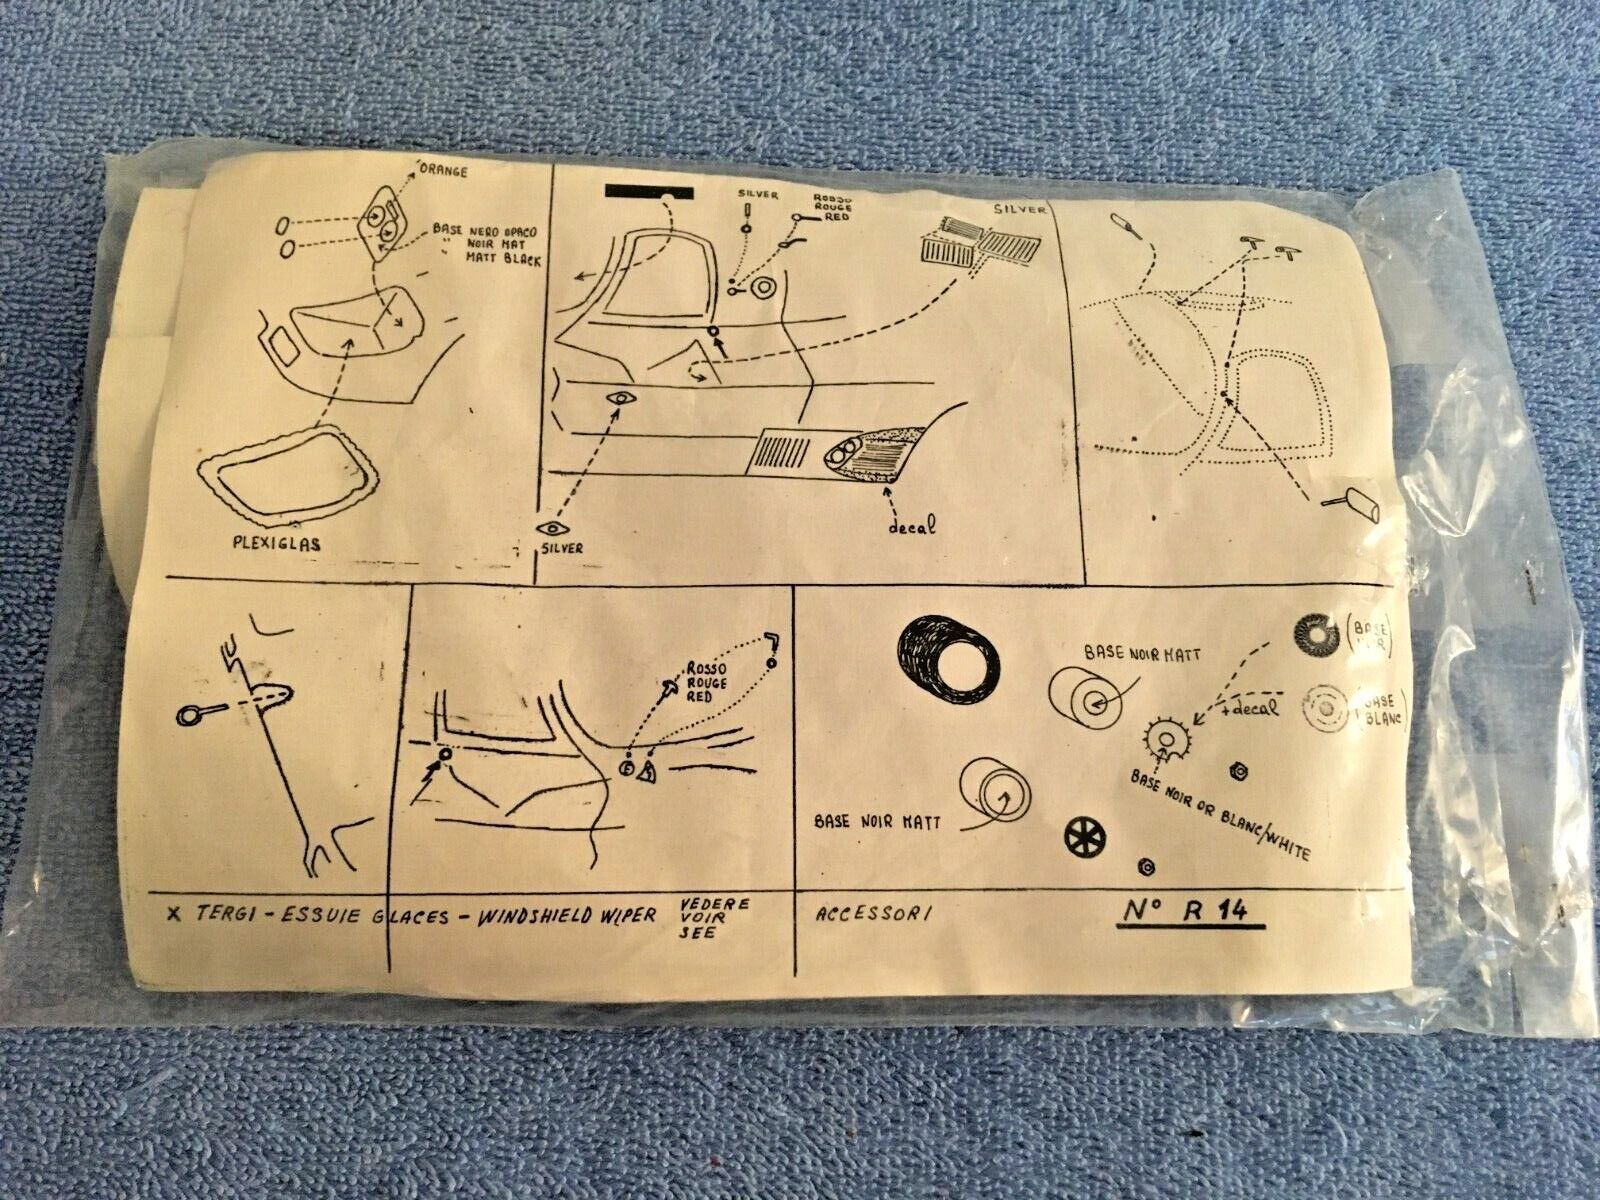 ORANGE
BASE NERO OPACO
" NOIR MAT
" MATT BLACK
PLEXIGLAS
SILVER
ROSSO
ROUGE
RED
SILVER
decal
SILVER
ROSSO
ROUGE
RED
E
BASE NOIR MATT
BASE NOIR MATT
(BASE
NOIR)
+decal
(BASE
BLANC)
BASE NOIR OR BLANC/WHITE
X TERGI - ESSUIE GLACES - WINDSHIELD WIPER
VEDERE
VOIR
SEE
ACCESSORI
N° R 14